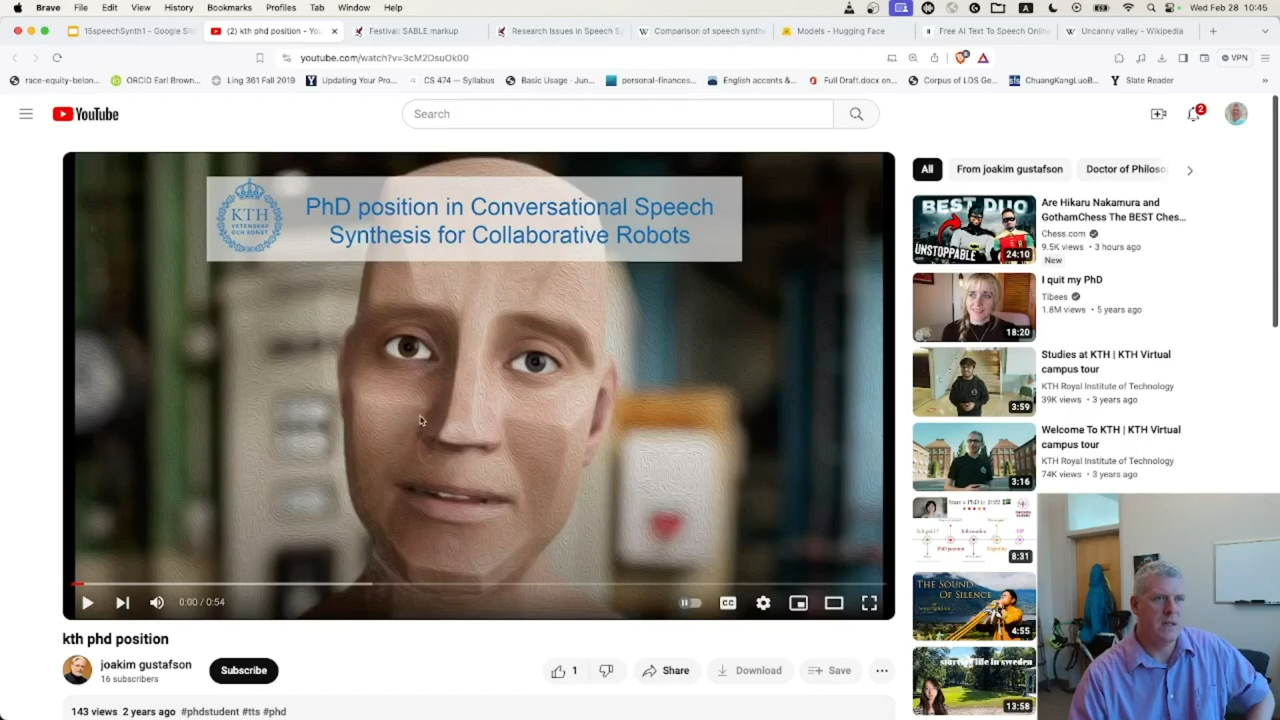 Brave File Edit View History Bookmarks Profiles Tab Window Help
Wed Feb 28 10:45
15speechSynth1 - Google Sli
(2) kth phd position - You
Festival: SABLE markup
Research Issues in Speech S
Comparison of speech synthe
Models - Hugging Face
Free AI Text To Speech Online
Uncanny valley - Wikipedia
youtube.com/watch?v=3cM2DsuOk00
VPN
race-equity-belon...
ORCiD Earl Brown...
Ling 361 Fall 2019
Updating Your Pro...
CS 474 — Syllabus
Basic Usage · Jun...
personal-finances...
English accents &...
Full Draft.docx on...
Corpus of LDS Ge...
ChuangKangLuoB...
Slate Reader
YouTube
Search
2
KTH
VETENSKAP
OCH KONST
PhD position in Conversational Speech
Synthesis for Collaborative Robots
0:00 / 0:54
CC
kth phd position
joakim gustafson
16 subscribers
Subscribe
1
Share
Download
Save
143 views 2 years ago #phdstudent #tts #phd
All
From joakim gustafson
Doctor of Philoso
BEST DUO
UNSTOPPABLE
24:10
Are Hikaru Nakamura and
GothamChess The BEST Ches...
Chess.com
9.5K views • 3 hours ago
New
18:20
I quit my PhD
Tibees
1.8M views • 5 years ago
3:59
Studies at KTH | KTH Virtual
campus tour
KTH Royal Institute of Technology
39K views • 3 years ago
3:16
Welcome To KTH | KTH Virtual
campus tour
KTH Royal Institute of Technology
74K views • 3 years ago
PhD position
8:31
THE SOUND
OF SILENCE
4:55
life in sweden
13:58